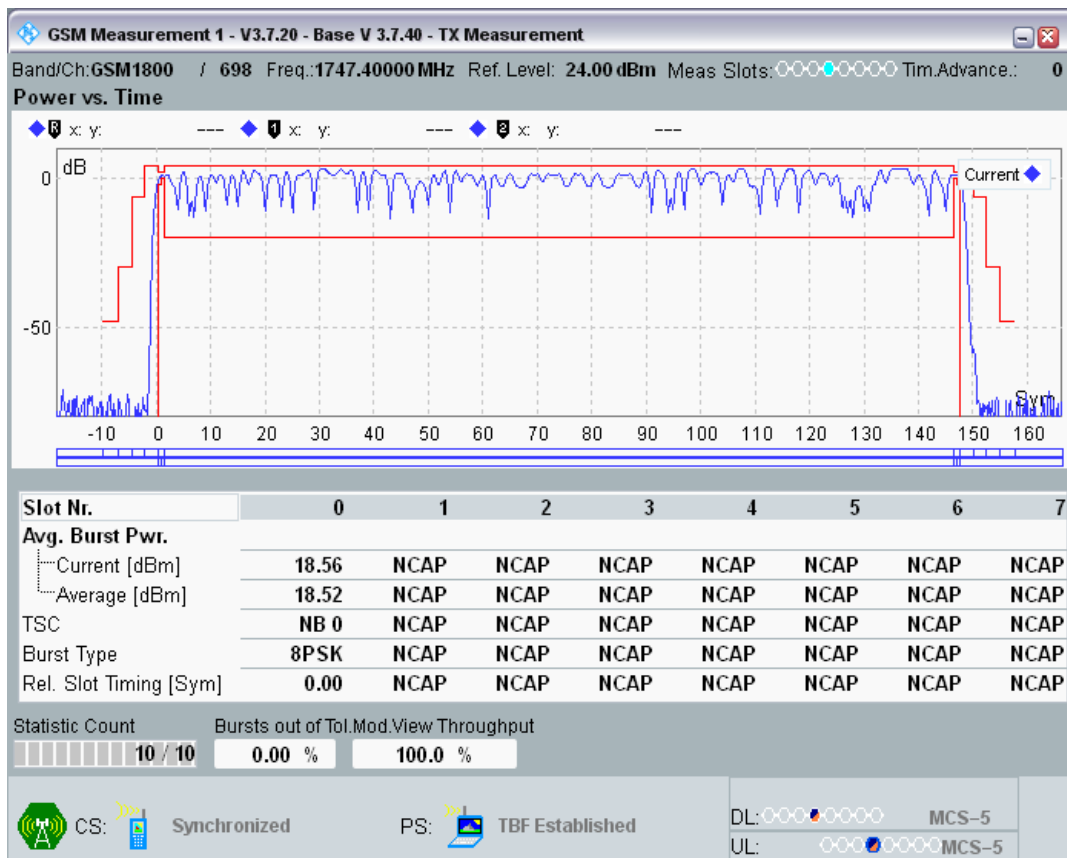 GSM Measurement 1 - V3.7.20 - Base V 3.7.40 - TX Measurement
Band/Ch:GSM1800 / 698 Freq.:1747.40000 MHz Ref. Level: 24.00 dBm Meas Slots: Tim.Advance.: 0
Power vs. Time
R x: y: --- 1 x: y: --- 2 x: y: ---
dB
0
Current
-50
Sym
-10 0 10 20 30 40 50 60 70 80 90 100 110 120 130 140 150 160
Slot Nr. 0 1 2 3 4 5 6 7
Avg. Burst Pwr.
Current [dBm] 18.56 NCAP NCAP NCAP NCAP NCAP NCAP NCAP
Average [dBm] 18.52 NCAP NCAP NCAP NCAP NCAP NCAP NCAP
TSC NB 0 NCAP NCAP NCAP NCAP NCAP NCAP NCAP
Burst Type 8PSK NCAP NCAP NCAP NCAP NCAP NCAP NCAP
Rel. Slot Timing [Sym] 0.00 NCAP NCAP NCAP NCAP NCAP NCAP NCAP
Statistic Count Bursts out of Tol.Mod.View Throughput
10 / 10 0.00 % 100.0 %
CS: Synchronized PS: TBF Established
DL: MCS-5
UL: MCS-5